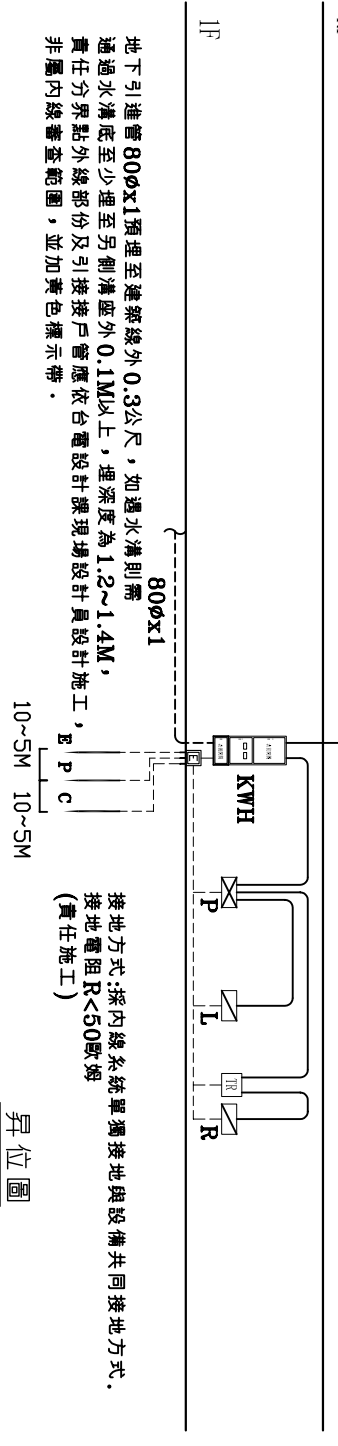 1F
地下引進管80∅x1預埋至建築線外0.3公尺，如遇水溝則需
通過水溝底至少埋至另側溝座外0.1M以上，埋深度為1.2~1.4M，
責任分界點外線部份及引接接戶管應依台電設計課現場設計員設計施工，
非屬內線審查範圍，並加黃色標示帶．
80∅x1
KWH
E
P
L
TR
R
E P C
10~5M 10~5M
接地方式:採內線系統單獨接地與設備共同接地方式．
接地電阻R<50歐姆
(責任施工)
昇位圖